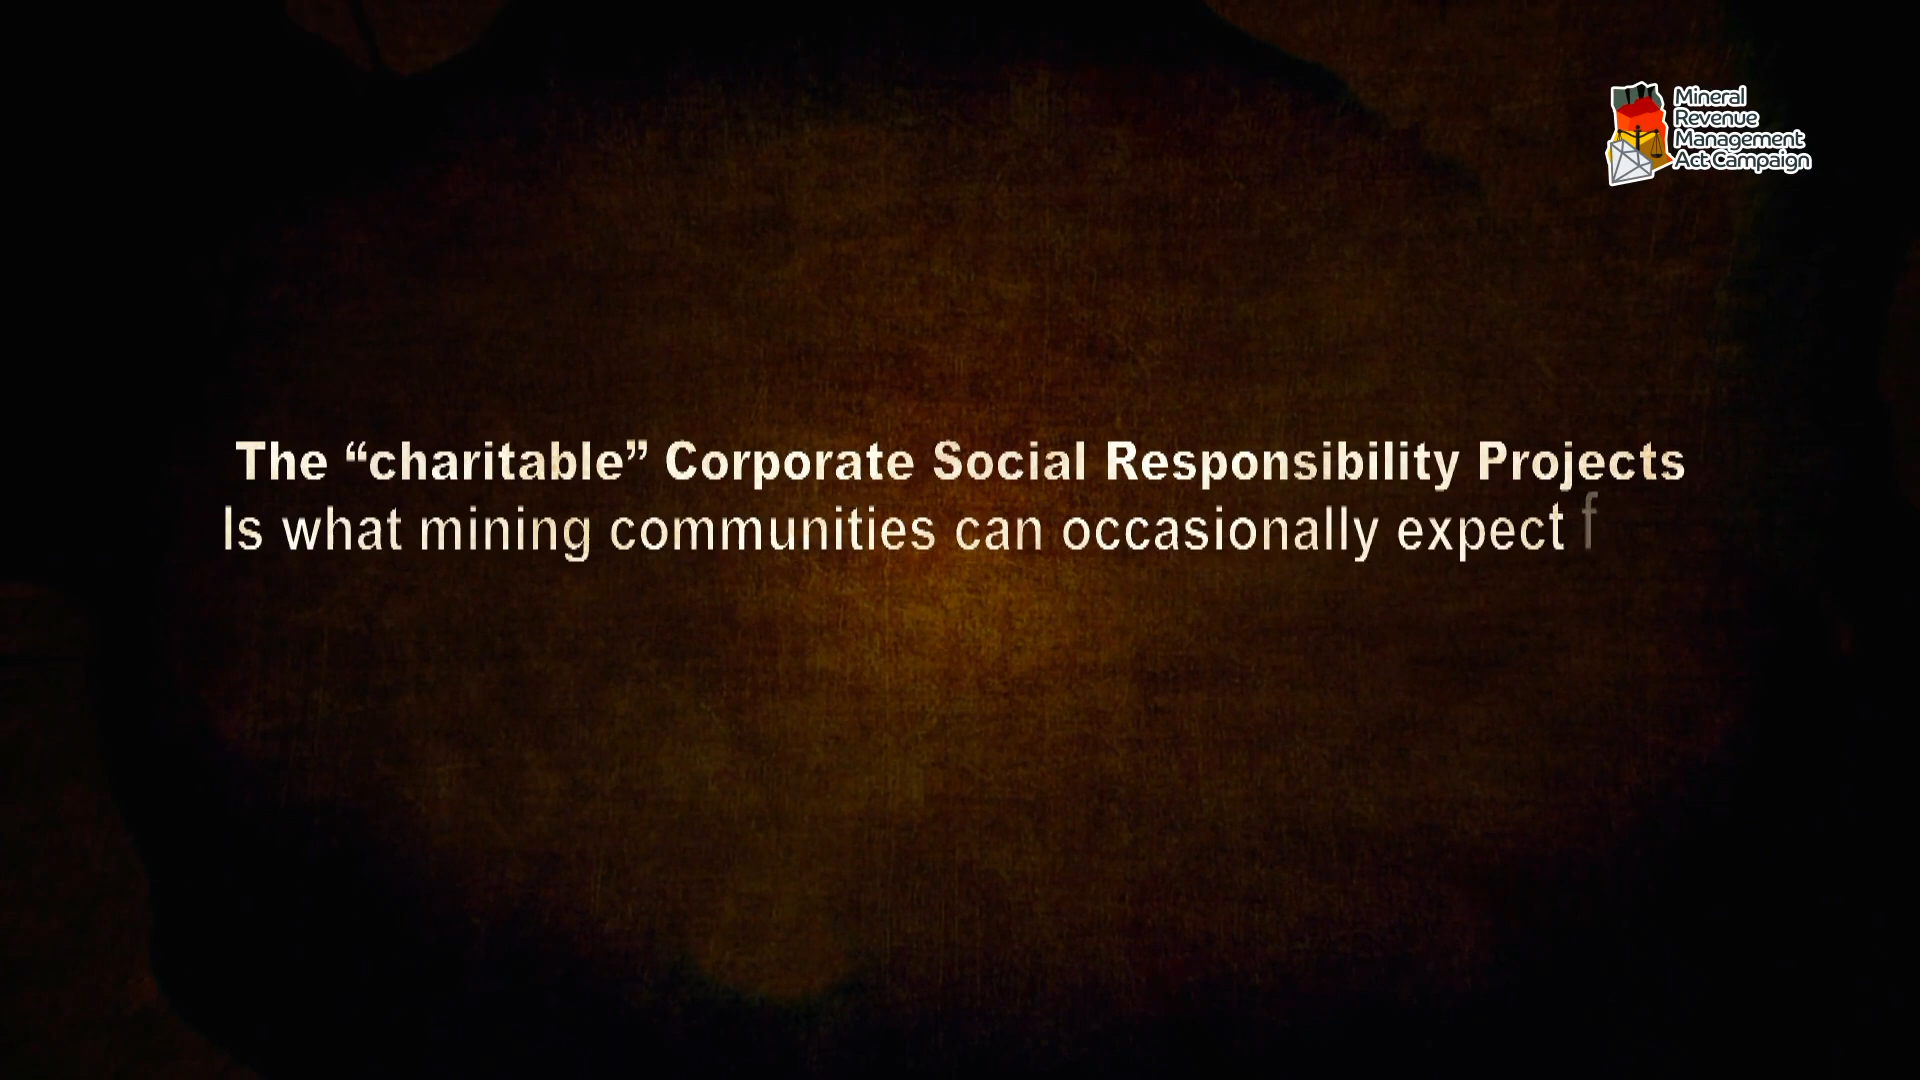 Mineral
Revenue
Management
Act Campaign
The “charitable” Corporate Social Responsibility Projects
Is what mining communities can occasionally expect f